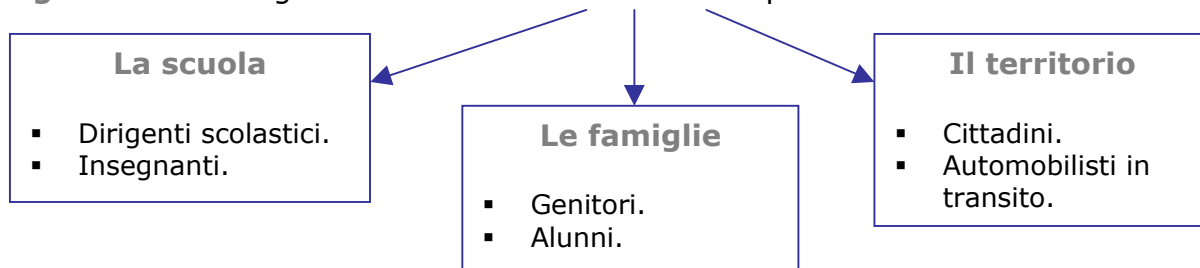 La scuola
▪ Dirigenti scolastici.
▪ Insegnanti.
Le famiglie
▪ Genitori.
▪ Alunni.
Il territorio
▪ Cittadini.
▪ Automobilisti in
transito.